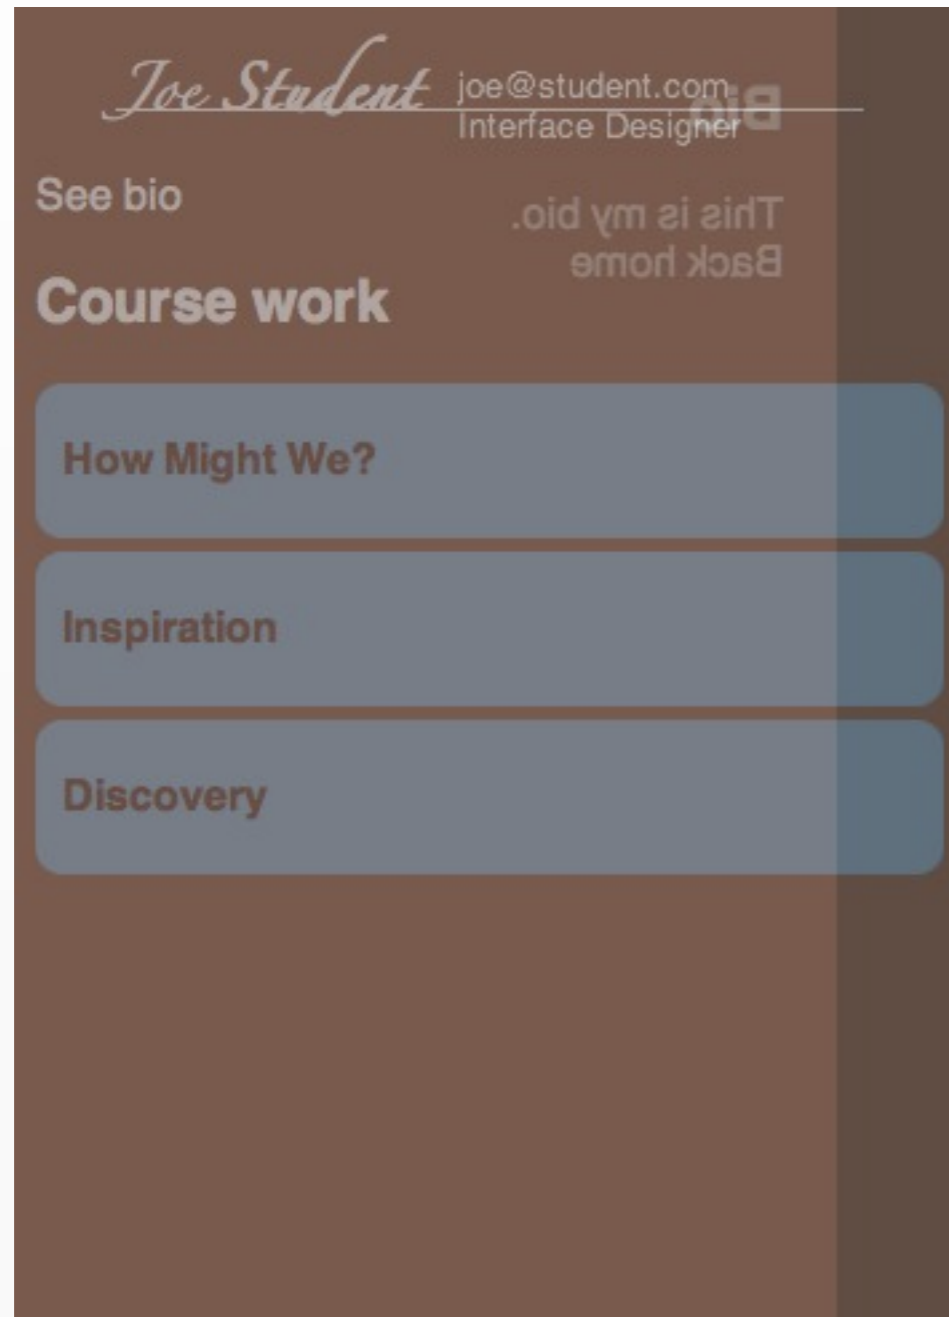 Joe Student
joe@student.com
Interface Designer
Bio
See bio
This is my bio.
Back home
Course work
How Might We?
Inspiration
Discovery